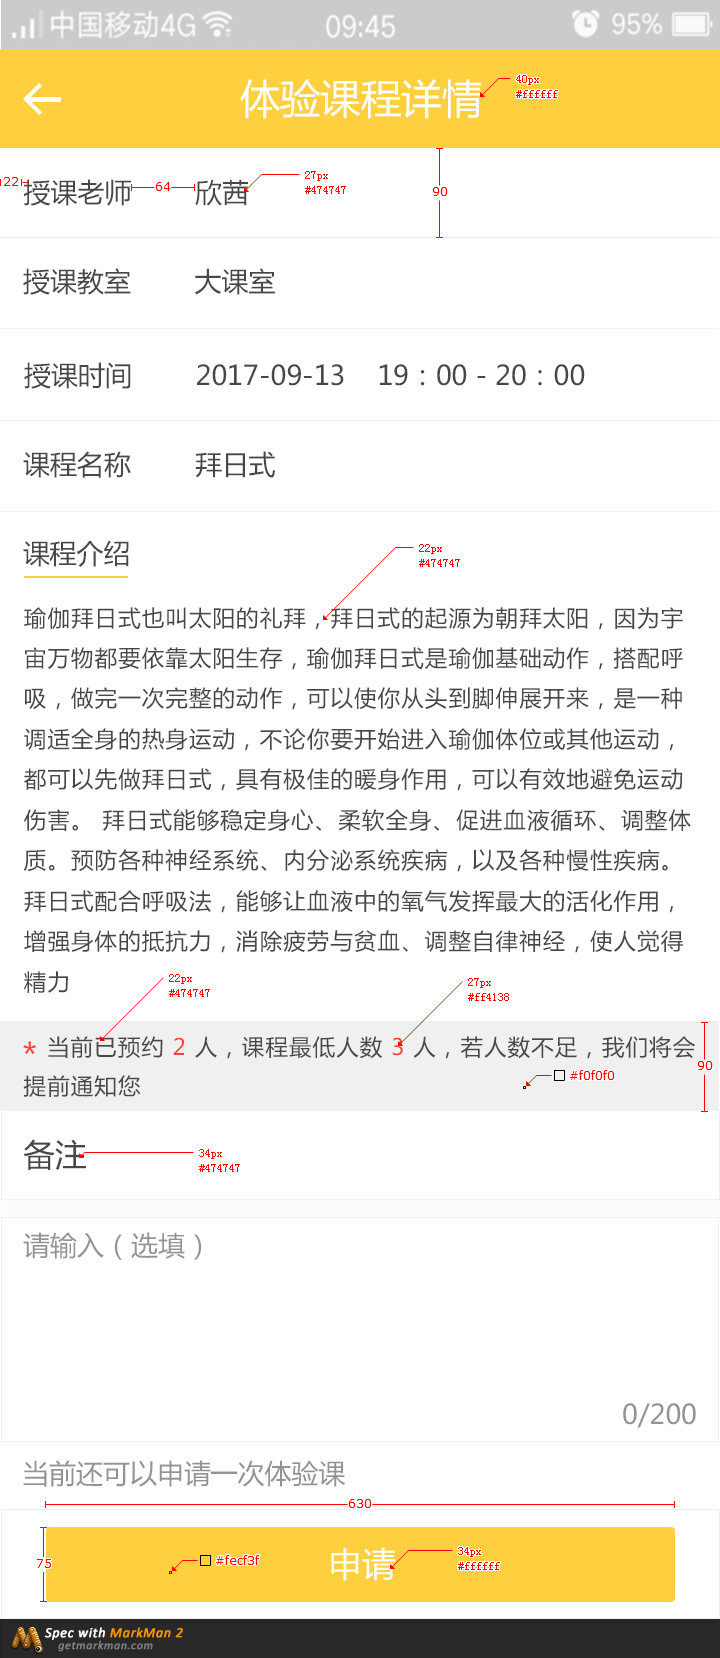 中国移动4G 09:45 95%
体验课程详情
40px
#ffffff
22 授课老师 64 欣茜
27px
#474747
90
授课教室 大课室
授课时间 2017-09-13 19：00 - 20：00
课程名称 拜日式
课程介绍
22px
#474747
瑜伽拜日式也叫太阳的礼拜，拜日式的起源为朝拜太阳，因为宇
宙万物都要依靠太阳生存，瑜伽拜日式是瑜伽基础动作，搭配呼
吸，做完一次完整的动作，可以使你从头到脚伸展开来，是一种
调适全身的热身运动，不论你要开始进入瑜伽体位或其他运动，
都可以先做拜日式，具有极佳的暖身作用，可以有效地避免运动
伤害。 拜日式能够稳定身心、柔软全身、促进血液循环、调整体
质。预防各种神经系统、内分泌系统疾病，以及各种慢性疾病。
拜日式配合呼吸法，能够让血液中的氧气发挥最大的活化作用，
增强身体的抵抗力，消除疲劳与贫血、调整自律神经，使人觉得
精力
22px
#474747
27px
#ff4138
* 当前已预约 2 人，课程最低人数 3 人，若人数不足，我们将会
提前通知您
#f0f0f0
90
备注
34px
#474747
请输入（选填）
0/200
当前还可以申请一次体验课
630
75
#fecf3f
申请
34px
#ffffff
Spec with MarkMan 2
getmarkman.com